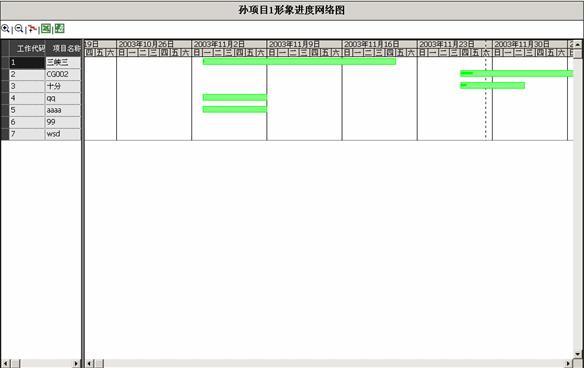 孙项目1形象进度网络图
工作代码 项目名称
19日 2003年10月26日 2003年11月2日 2003年11月9日 2003年11月16日 2003年11月23日 2003年11月30日 2
四 五 六 日 一 二 三 四 五 六 日 一 二 三 四 五 六 日 一 二 三 四 五 六 日 一 二 三 四 五 六 日 一 二 三 四 五 六 日 一 二 三 四 五 六 日
1 三峡三
2 CG002
3 十分
4 qq
5 aaaa
6 99
7 wsd